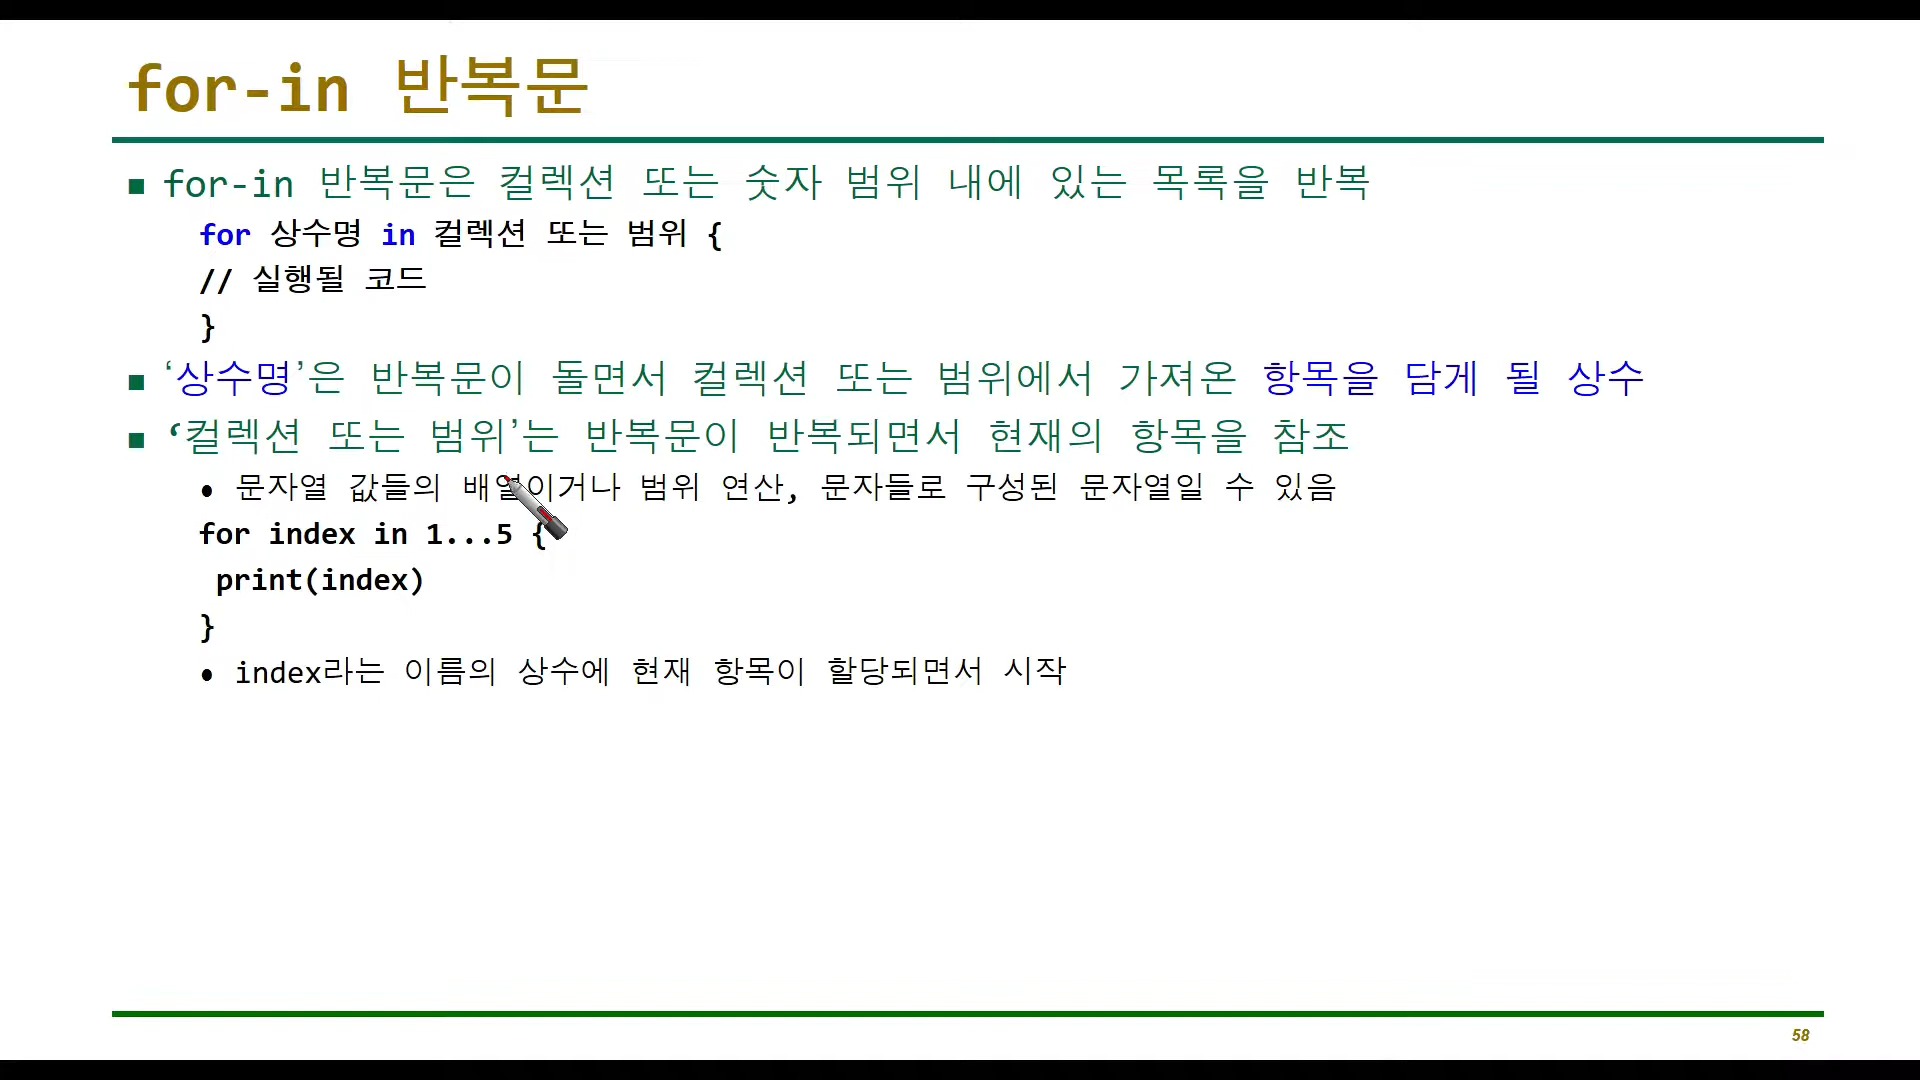 for-in 반복문
■ for-in 반복문은 컬렉션 또는 숫자 범위 내에 있는 목록을 반복
for 상수명 in 컬렉션 또는 범위 {
// 실행될 코드
}
■ ‘상수명’은 반복문이 돌면서 컬렉션 또는 범위에서 가져온 항목을 담게 될 상수
■ ‘컬렉션 또는 범위’는 반복문이 반복되면서 현재의 항목을 참조
● 문자열 값들의 배열이거나 범위 연산, 문자들로 구성된 문자열일 수 있음
for index in 1...5 {
print(index)
}
● index라는 이름의 상수에 현재 항목이 할당되면서 시작
58